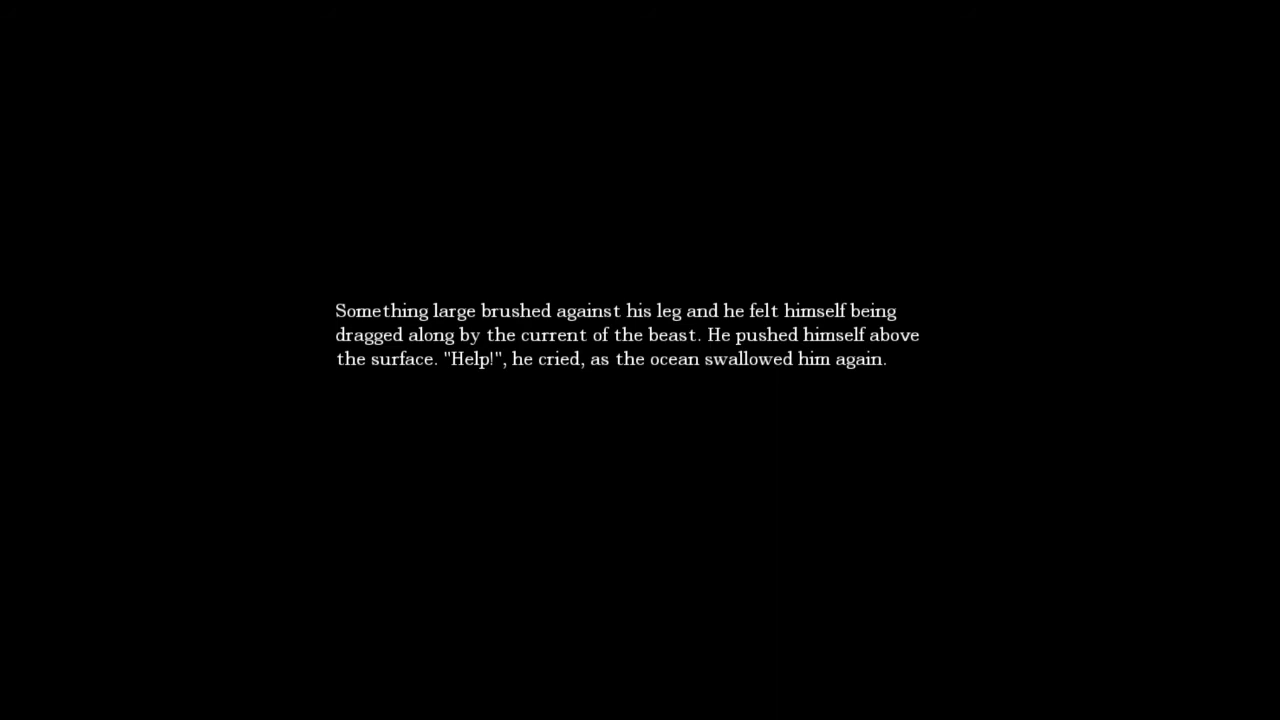 Something large brushed against his leg and he felt himself being
dragged along by the current of the beast. He pushed himself above
the surface. "Help!", he cried, as the ocean swallowed him again.